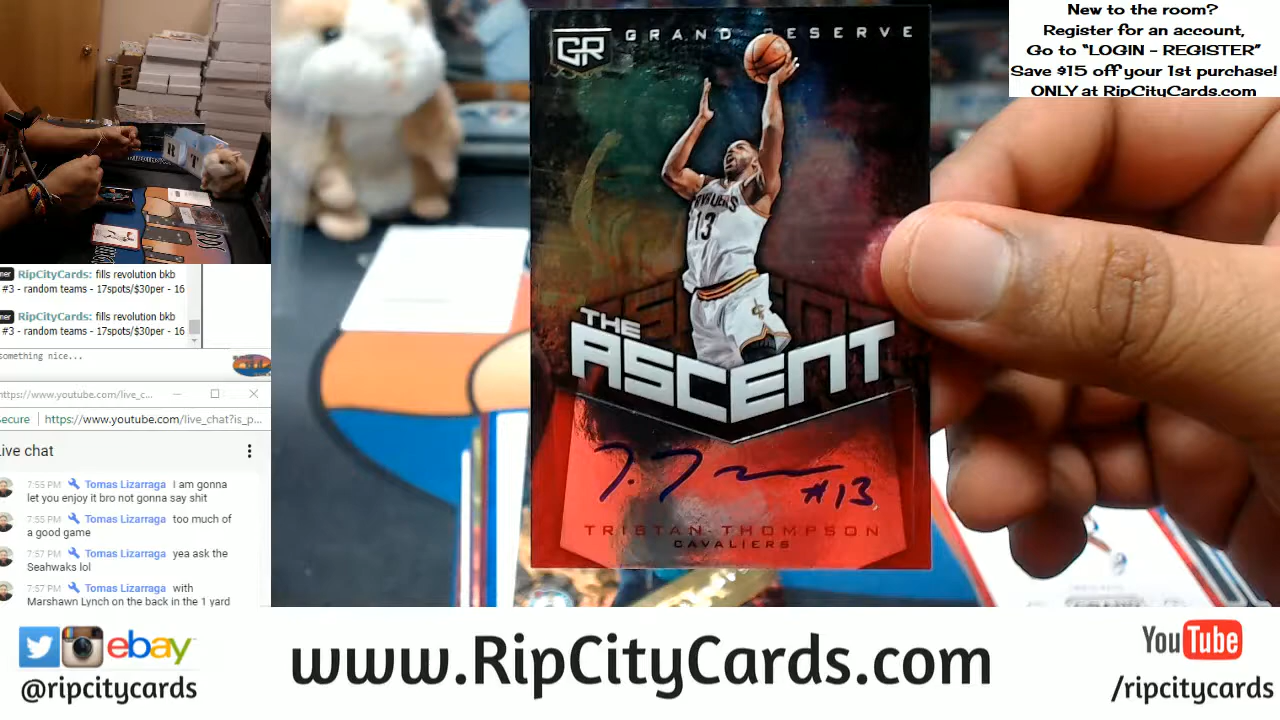 New to the room?
Register for an account,
Go to “LOGIN - REGISTER”
Save $15 off your 1st purchase!
ONLY at RipCityCards.com
GR GRAND RESERVE
CAVALIERS
13
THE
ASCENT
T. T #13
TRISTAN THOMPSON
CAVALIERS
RipCityCards: fills revolution bkb
#3 - random teams - 17spots/$30per - 16
RipCityCards: fills revolution bkb
#3 - random teams - 17spots/$30per - 16
something nice...
https://www.youtube.com/live_c...
ecure https://www.youtube.com/live_chat?is_p...
ive chat
7:55 PM Tomas Lizarraga I am gonna
let you enjoy it bro not gonna say shit
7:55 PM Tomas Lizarraga too much of
a good game
7:57 PM Tomas Lizarraga yea ask the
Seahwaks lol
7:57 PM Tomas Lizarraga with
Marshawn Lynch on the back in the 1 yard
ebay
@ripcitycards
www.RipCityCards.com
YouTube
/ripcitycards